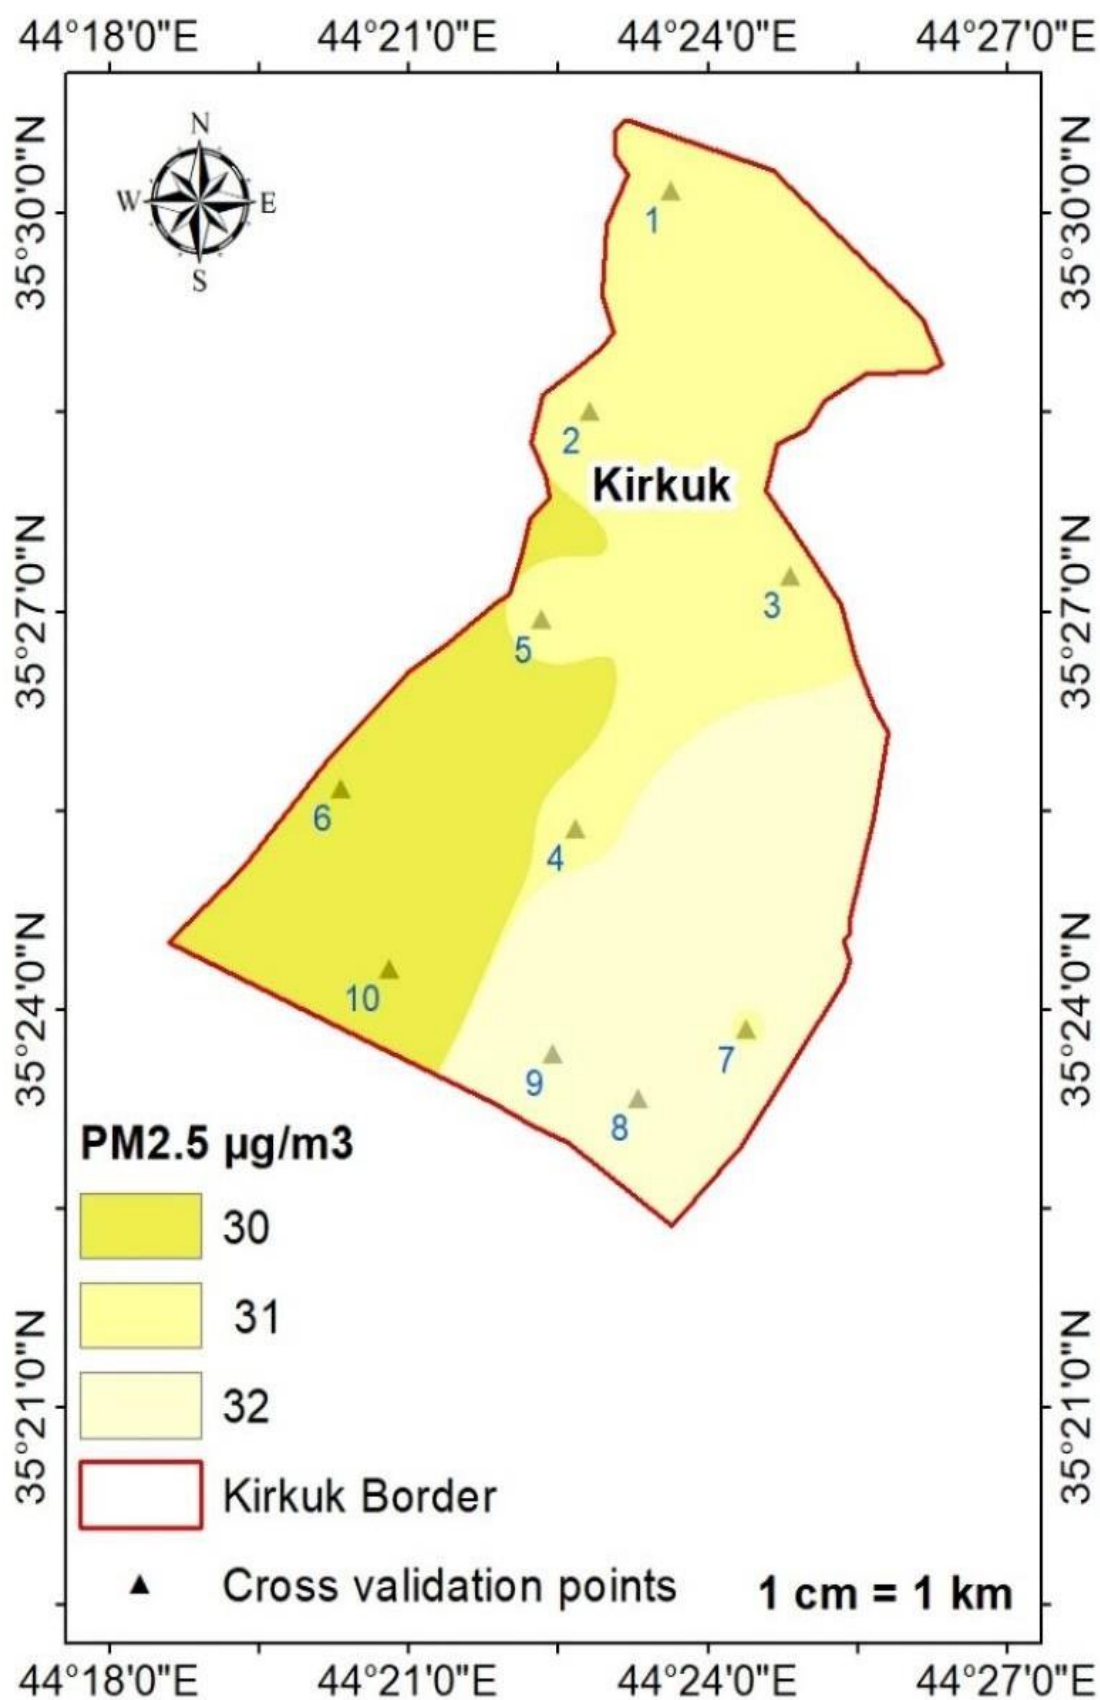 44°18'0"E 44°21'0"E 44°24'0"E 44°27'0"E
N
W E
S
35°30'0"N 35°30'0"N
1
2
Kirkuk
3
35°27'0"N 35°27'0"N
5
6
4
10
35°24'0"N 35°24'0"N
7
9
8
PM2.5 µg/m3
30
31
32
35°21'0"N 35°21'0"N
Kirkuk Border
Cross validation points
1 cm = 1 km
44°18'0"E 44°21'0"E 44°24'0"E 44°27'0"E